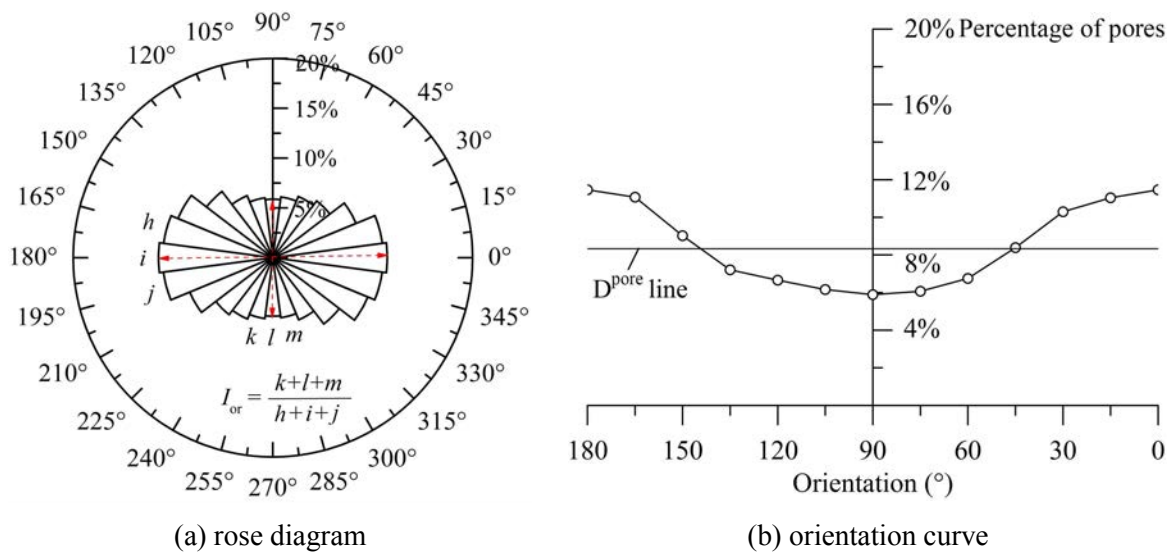 90°
75°
60°
45°
30°
15°
0°
345°
330°
315°
300°
285°
270°
255°
240°
225°
210°
195°
180°
165°
150°
135°
120°
105°
20%
15%
10%
5%
h
i
j
k l m
I_or = k+l+m / h+i+j
(a) rose diagram
20% Percentage of pores
16%
12%
8%
4%
D^pore line
180 150 120 90 60 30 0
Orientation (°)
(b) orientation curve